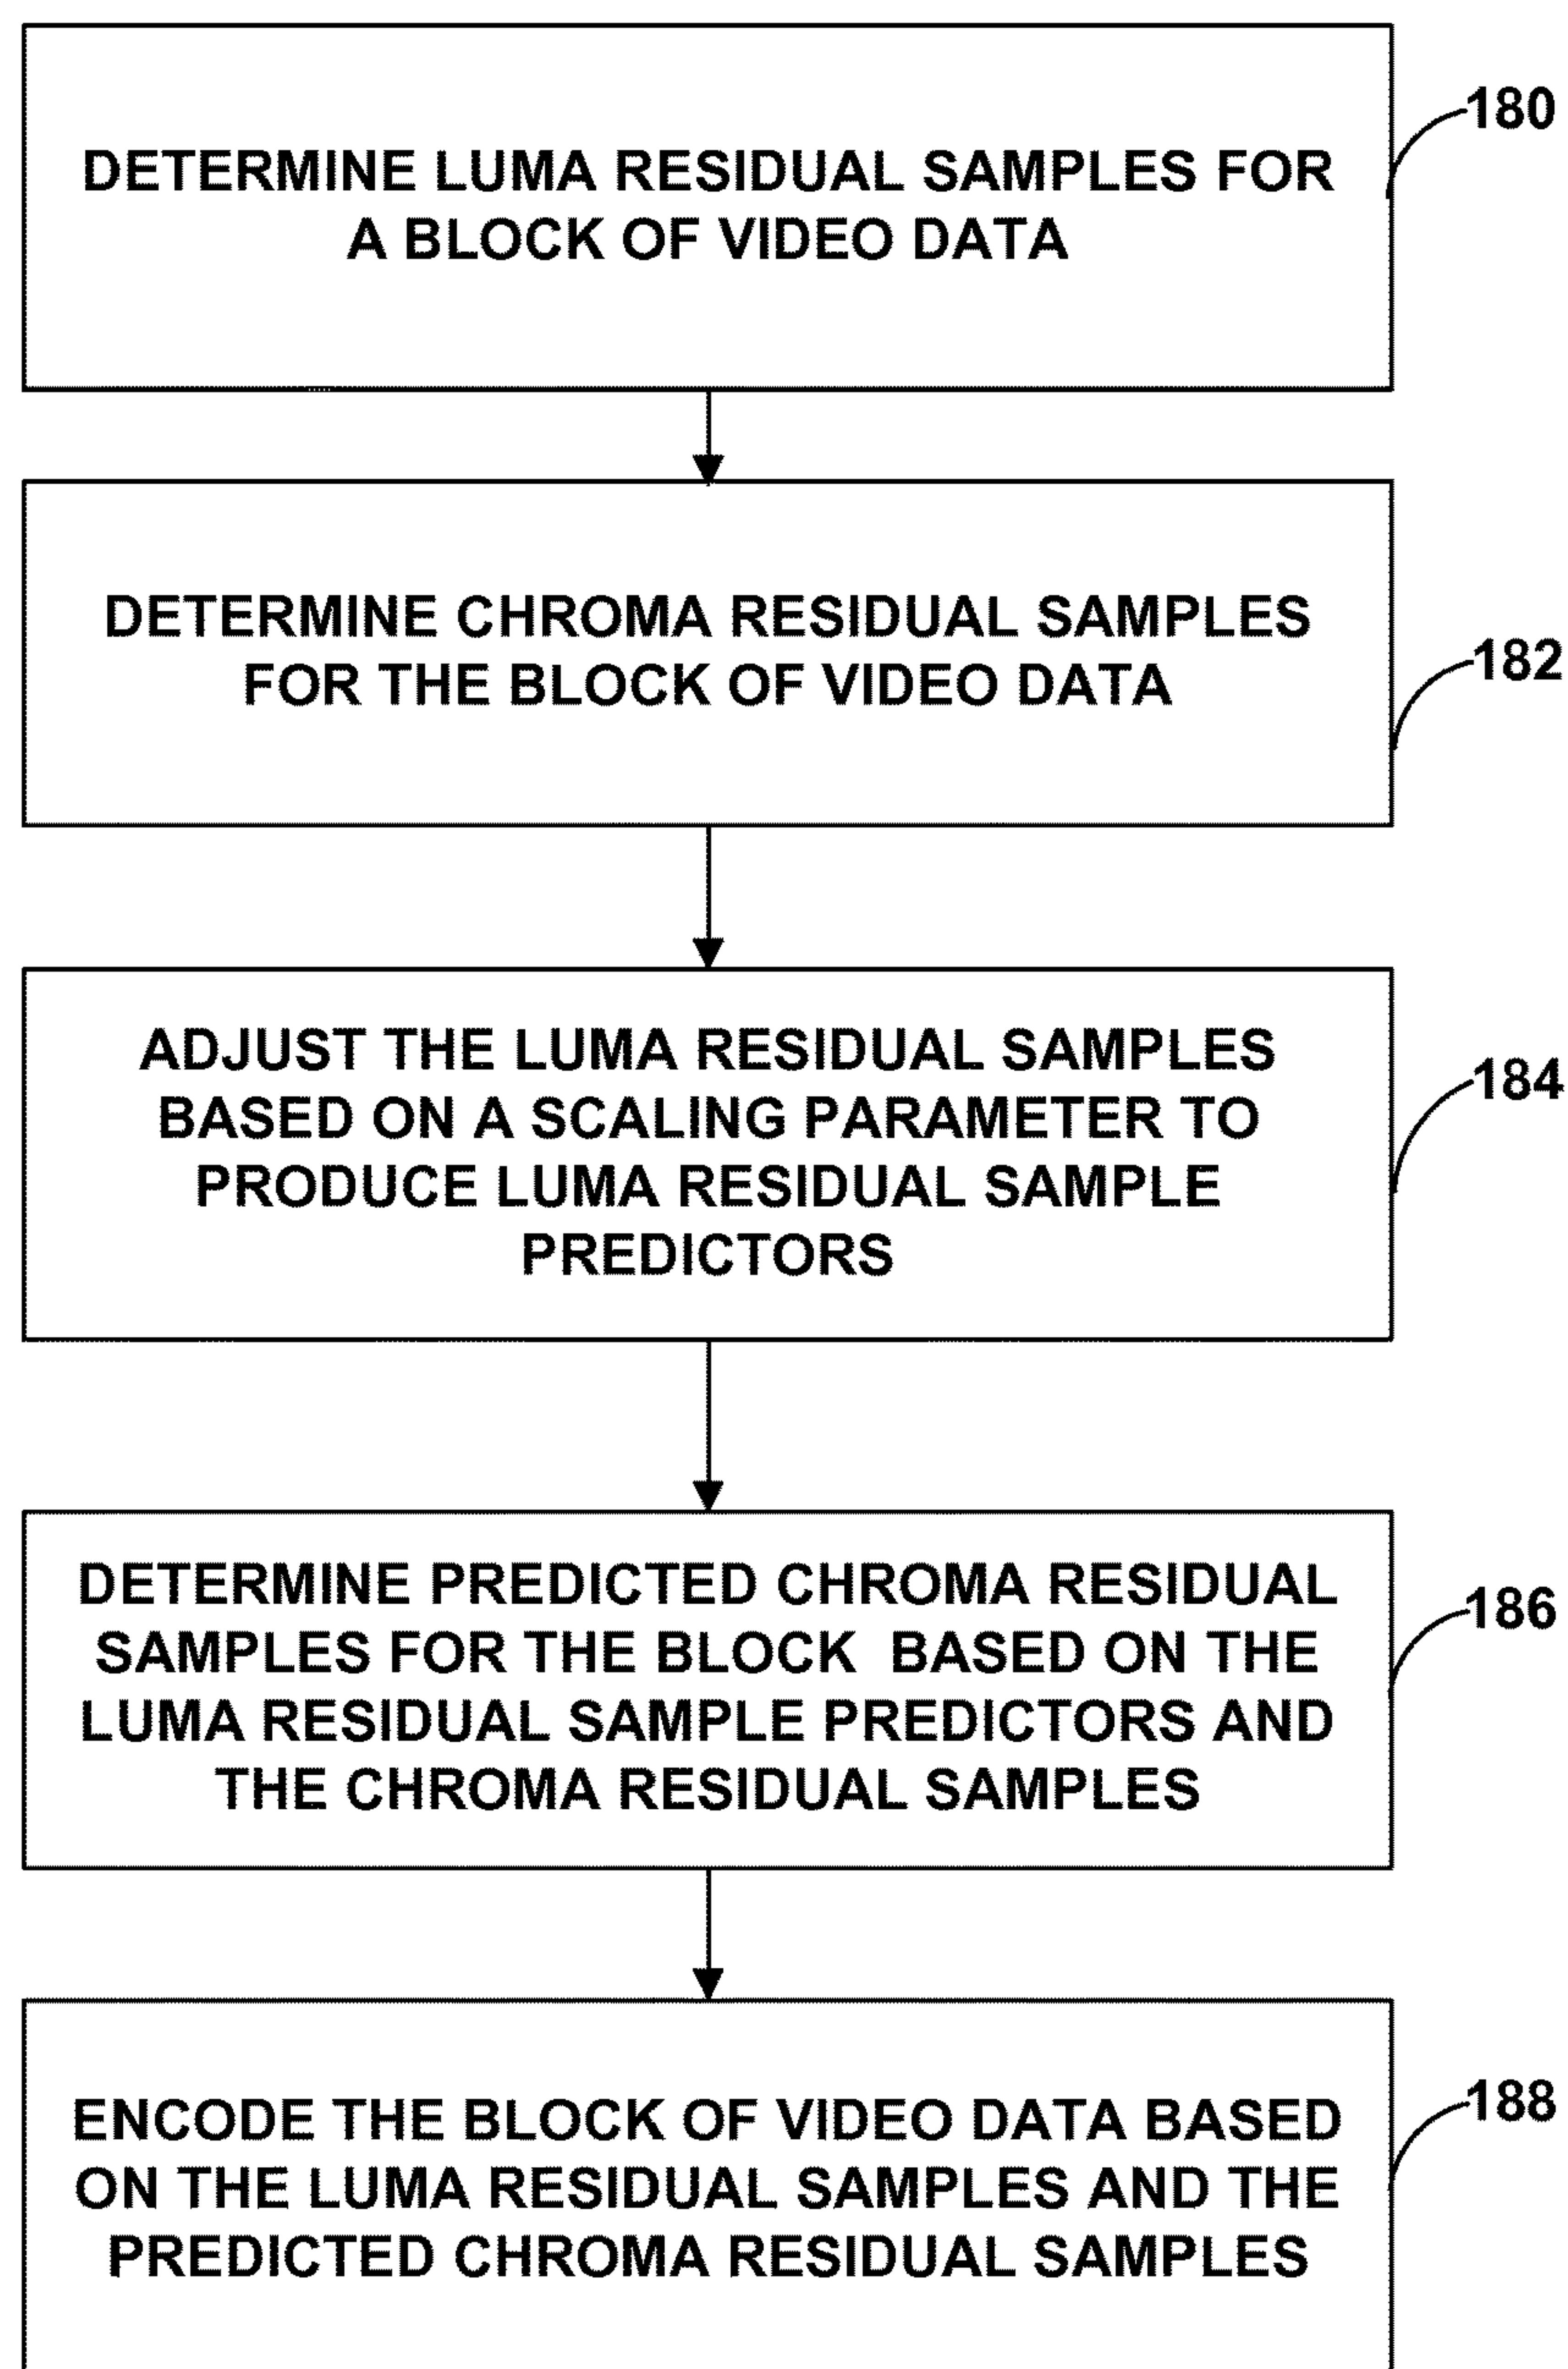 180
DETERMINE LUMA RESIDUAL SAMPLES FOR
A BLOCK OF VIDEO DATA
DETERMINE CHROMA RESIDUAL SAMPLES
FOR THE BLOCK OF VIDEO DATA
182
ADJUST THE LUMA RESIDUAL SAMPLES
BASED ON A SCALING PARAMETER TO
PRODUCE LUMA RESIDUAL SAMPLE
PREDICTORS
184
DETERMINE PREDICTED CHROMA RESIDUAL
SAMPLES FOR THE BLOCK BASED ON THE
LUMA RESIDUAL SAMPLE PREDICTORS AND
THE CHROMA RESIDUAL SAMPLES
186
ENCODE THE BLOCK OF VIDEO DATA BASED
ON THE LUMA RESIDUAL SAMPLES AND THE
PREDICTED CHROMA RESIDUAL SAMPLES
188